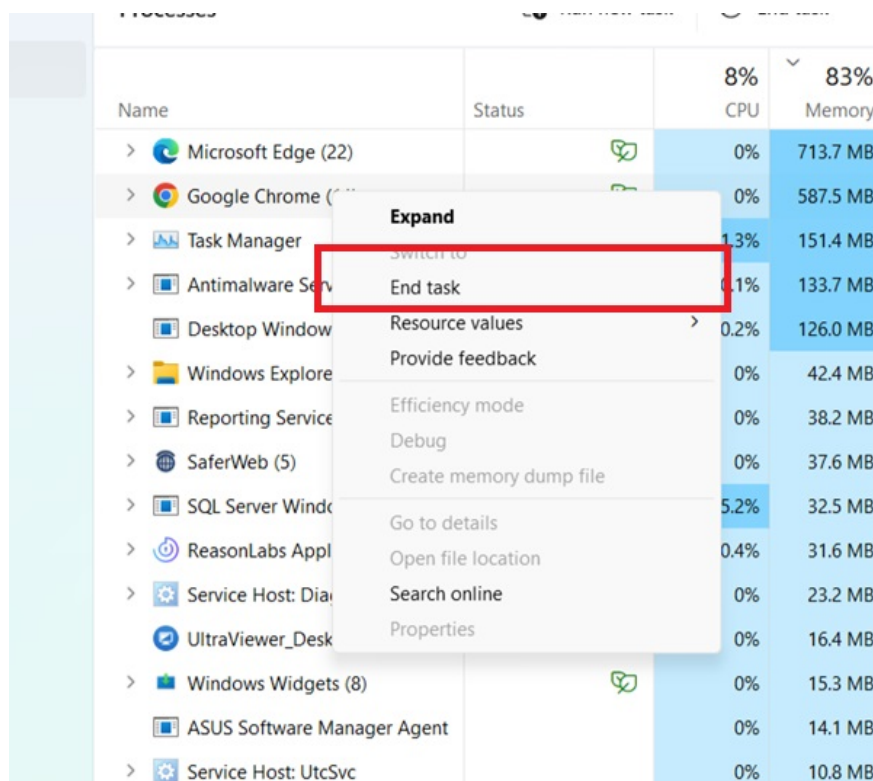 Processes
8% 83%
Name Status CPU Memory
Microsoft Edge (22) 0% 713.7 MB
Google Chrome ( 0% 587.5 MB
Expand
Task Manager 1.3% 151.4 MB
Switch to
Antimalware Serv 0.1% 133.7 MB
End task
Desktop Window 0.2% 126.0 MB
Resource values
Provide feedback
Windows Explore 0% 42.4 MB
Efficiency mode
Reporting Service 0% 38.2 MB
Debug
SaferWeb (5) 0% 37.6 MB
Create memory dump file
SQL Server Windo 5.2% 32.5 MB
Go to details
ReasonLabs Appl 0.4% 31.6 MB
Open file location
Service Host: Dia 0% 23.2 MB
Search online
UltraViewer_Desk 0% 16.4 MB
Properties
Windows Widgets (8) 0% 15.3 MB
ASUS Software Manager Agent 0% 14.1 MB
Service Host: UtcSvc 0% 10.8 MB